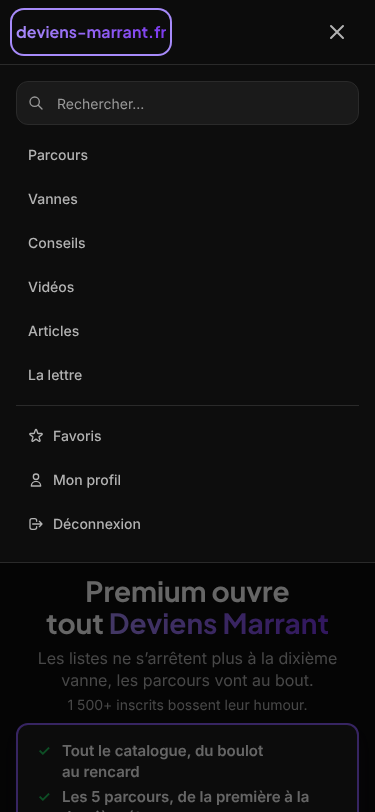 deviens-marrant.fr
Rechercher...
Parcours
Vannes
Conseils
Vidéos
Articles
La lettre
Favoris
Mon profil
Déconnexion
Premium ouvre
tout Deviens Marrant
Les listes ne s'arrêtent plus à la dixième
vanne, les parcours vont au bout.
1 500+ inscrits bossent leur humour.
Tout le catalogue, du boulot
au rencard
Les 5 parcours, de la première à la